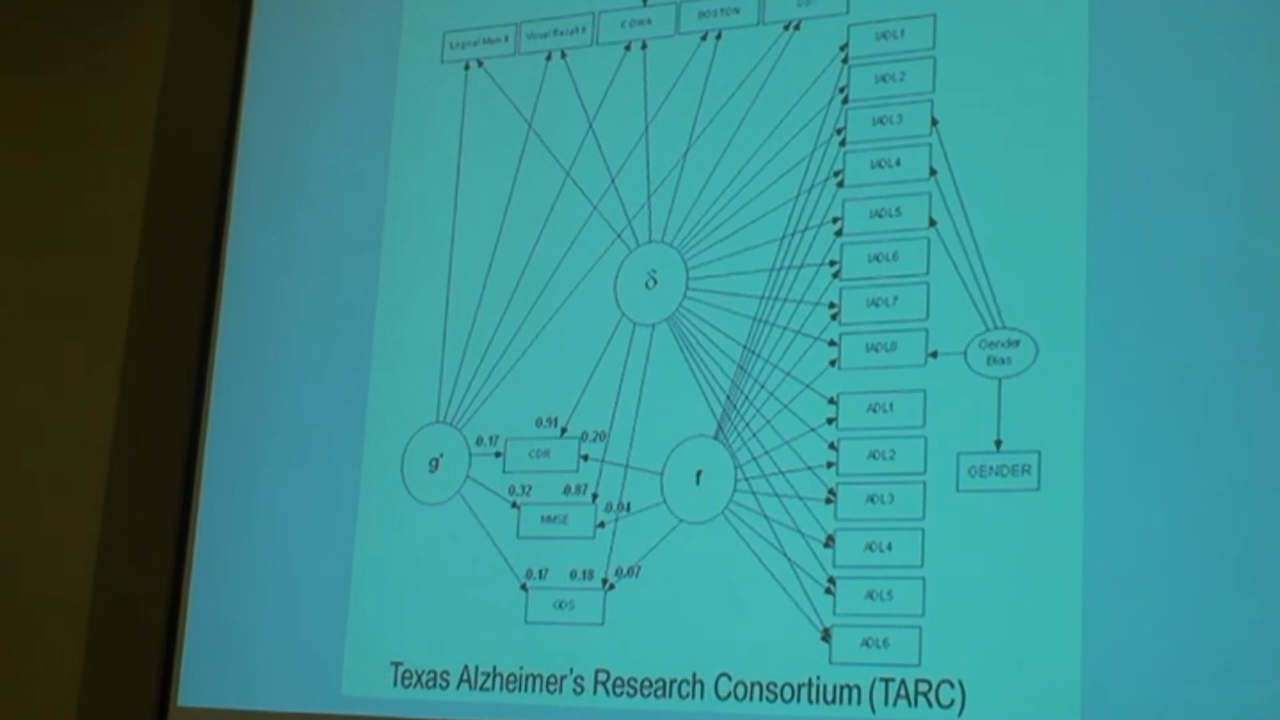 Logical Mem II
Visual Recall II
COWA
BOSTON
IADL1
IADL2
IADL3
IADL4
IADL5
IADL6
IADL7
IADL8
δ
Gender
Bias
ADL1
ADL2
GENDER
ADL3
ADL4
ADL5
ADL6
g'
f
0.91
0.20
0.17
CDR
0.32
0.87
MMSE
-0.04
0.17
0.18
0.07
GDS
Texas Alzheimer's Research Consortium (TARC)